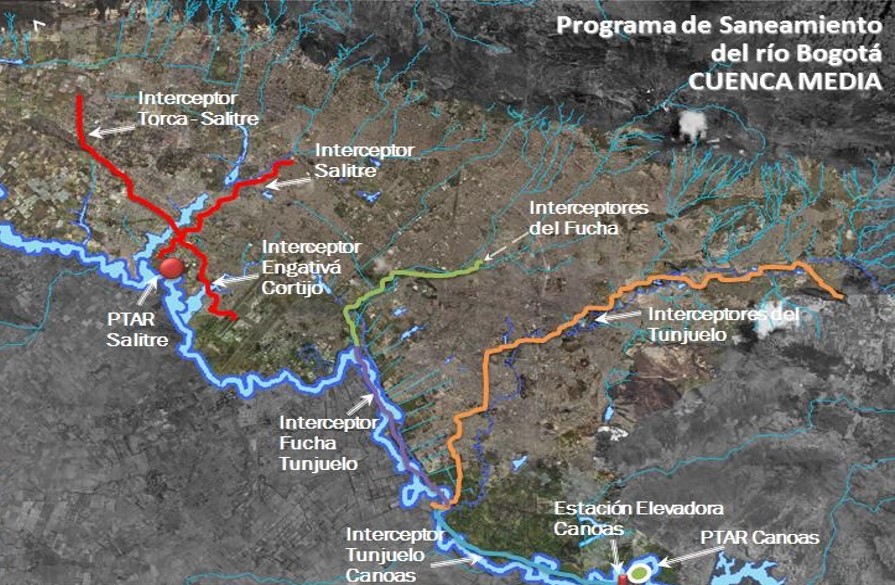 Programa de Saneamiento
del río Bogotá
CUENCA MEDIA
Interceptor
Torca - Salitre
Interceptor
Salitre
Interceptores
del Fucha
Interceptor
Engativá
Cortijo
PTAR
Salitre
Interceptores del
Tunjuelo
Interceptor
Fucha
Tunjuelo
Estación Elevadora
Canoas
PTAR Canoas
Interceptor
Tunjuelo
Canoas